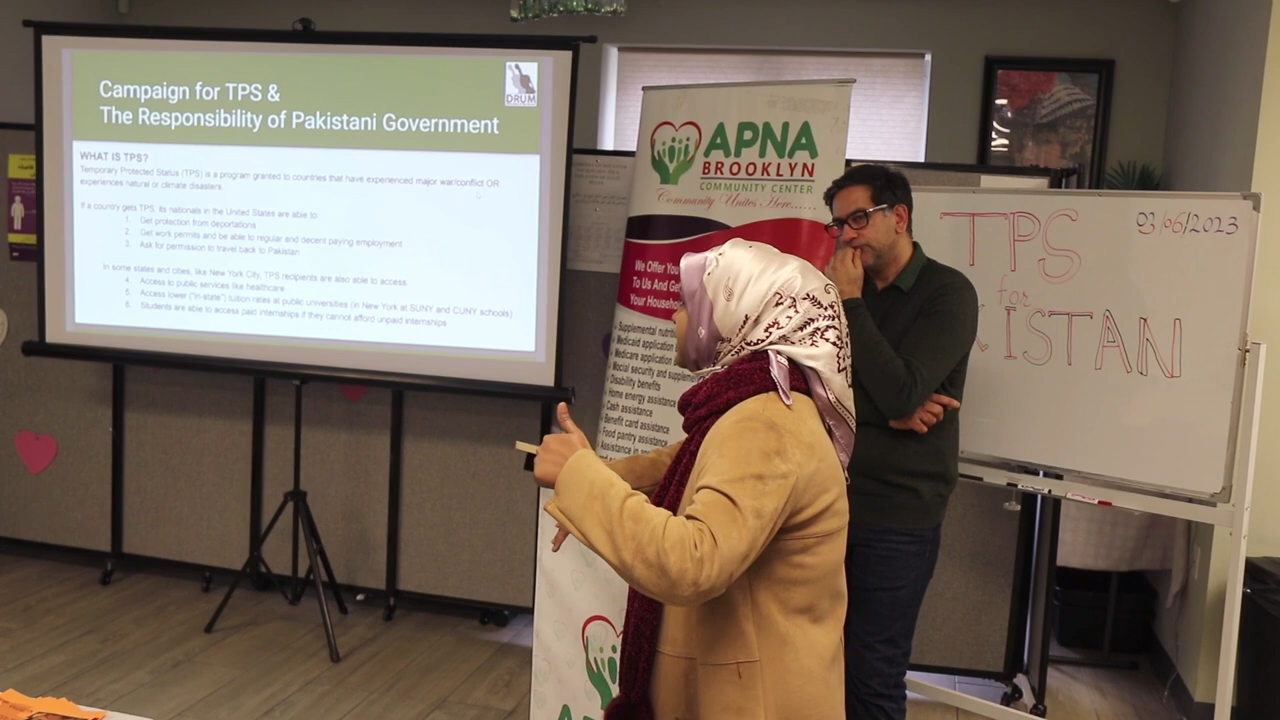 Campaign for TPS &
The Responsibility of Pakistani Government
DRUM
WHAT IS TPS?
Temporary Protected Status (TPS) is a program granted to countries that have experienced major war/conflict OR
experiences natural or climate disasters.
If a country gets TPS, its nationals in the United States are able to:
1. Get protection from deportations
2. Get work permits and be able to regular and decent paying employment
3. Ask for permission to travel back to Pakistan
In some states and cities, like New York City, TPS recipients are also able to access:
4. Access to public services like healthcare
5. Access lower ("in-state") tuition rates at public universities (in New York at SUNY and CUNY schools)
6. Students are able to access paid internships if they cannot afford unpaid internships
APNA
BROOKLYN
COMMUNITY CENTER
Community Unites Here......
We Offer You
To Us And Get
Your Household
Supplemental
Medicaid application
Medicare application
Mocial security and
Disability benefits
Home energy assistance
Cash assistance
Benefit card assistance
Food pantry assistance
Assistance in
03/06/2023
TPS
for
KISTAN